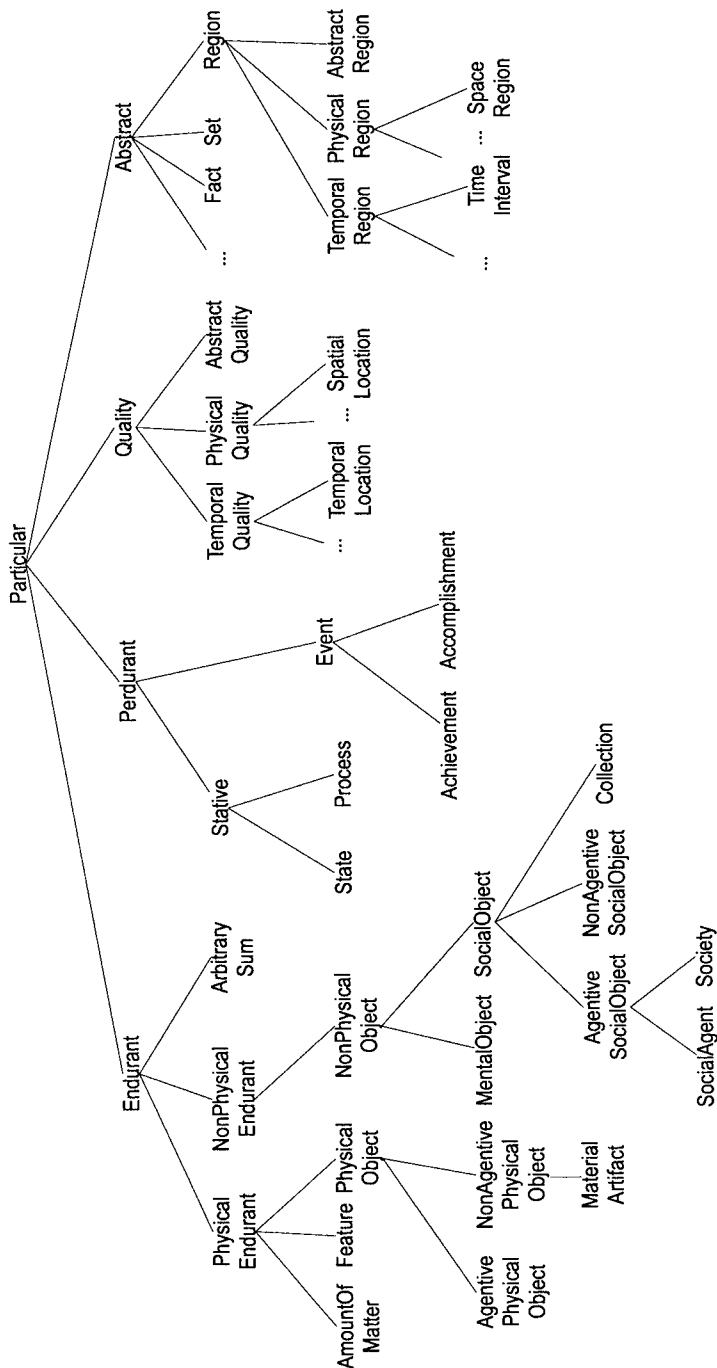 Particular
Endurant
Perdurant
Quality
Abstract
Physical
Endurant
NonPhysical
Endurant
Arbitrary
Sum
Stative
Event
Temporal
Quality
Physical
Quality
Abstract
Quality
...
Fact
Set
Region
AmountOf
Matter
Feature
Physical
Object
NonPhysical
Object
State
Process
Achievement
Accomplishment
...
Temporal
Location
...
Spatial
Location
Temporal
Region
Physical
Region
Abstract
Region
Agentive
Physical
Object
NonAgentive
Physical
Object
MentalObject
SocialObject
...
Time
Interval
...
Space
Region
Material
Artifact
Agentive
SocialObject
NonAgentive
SocialObject
Collection
SocialAgent
Society